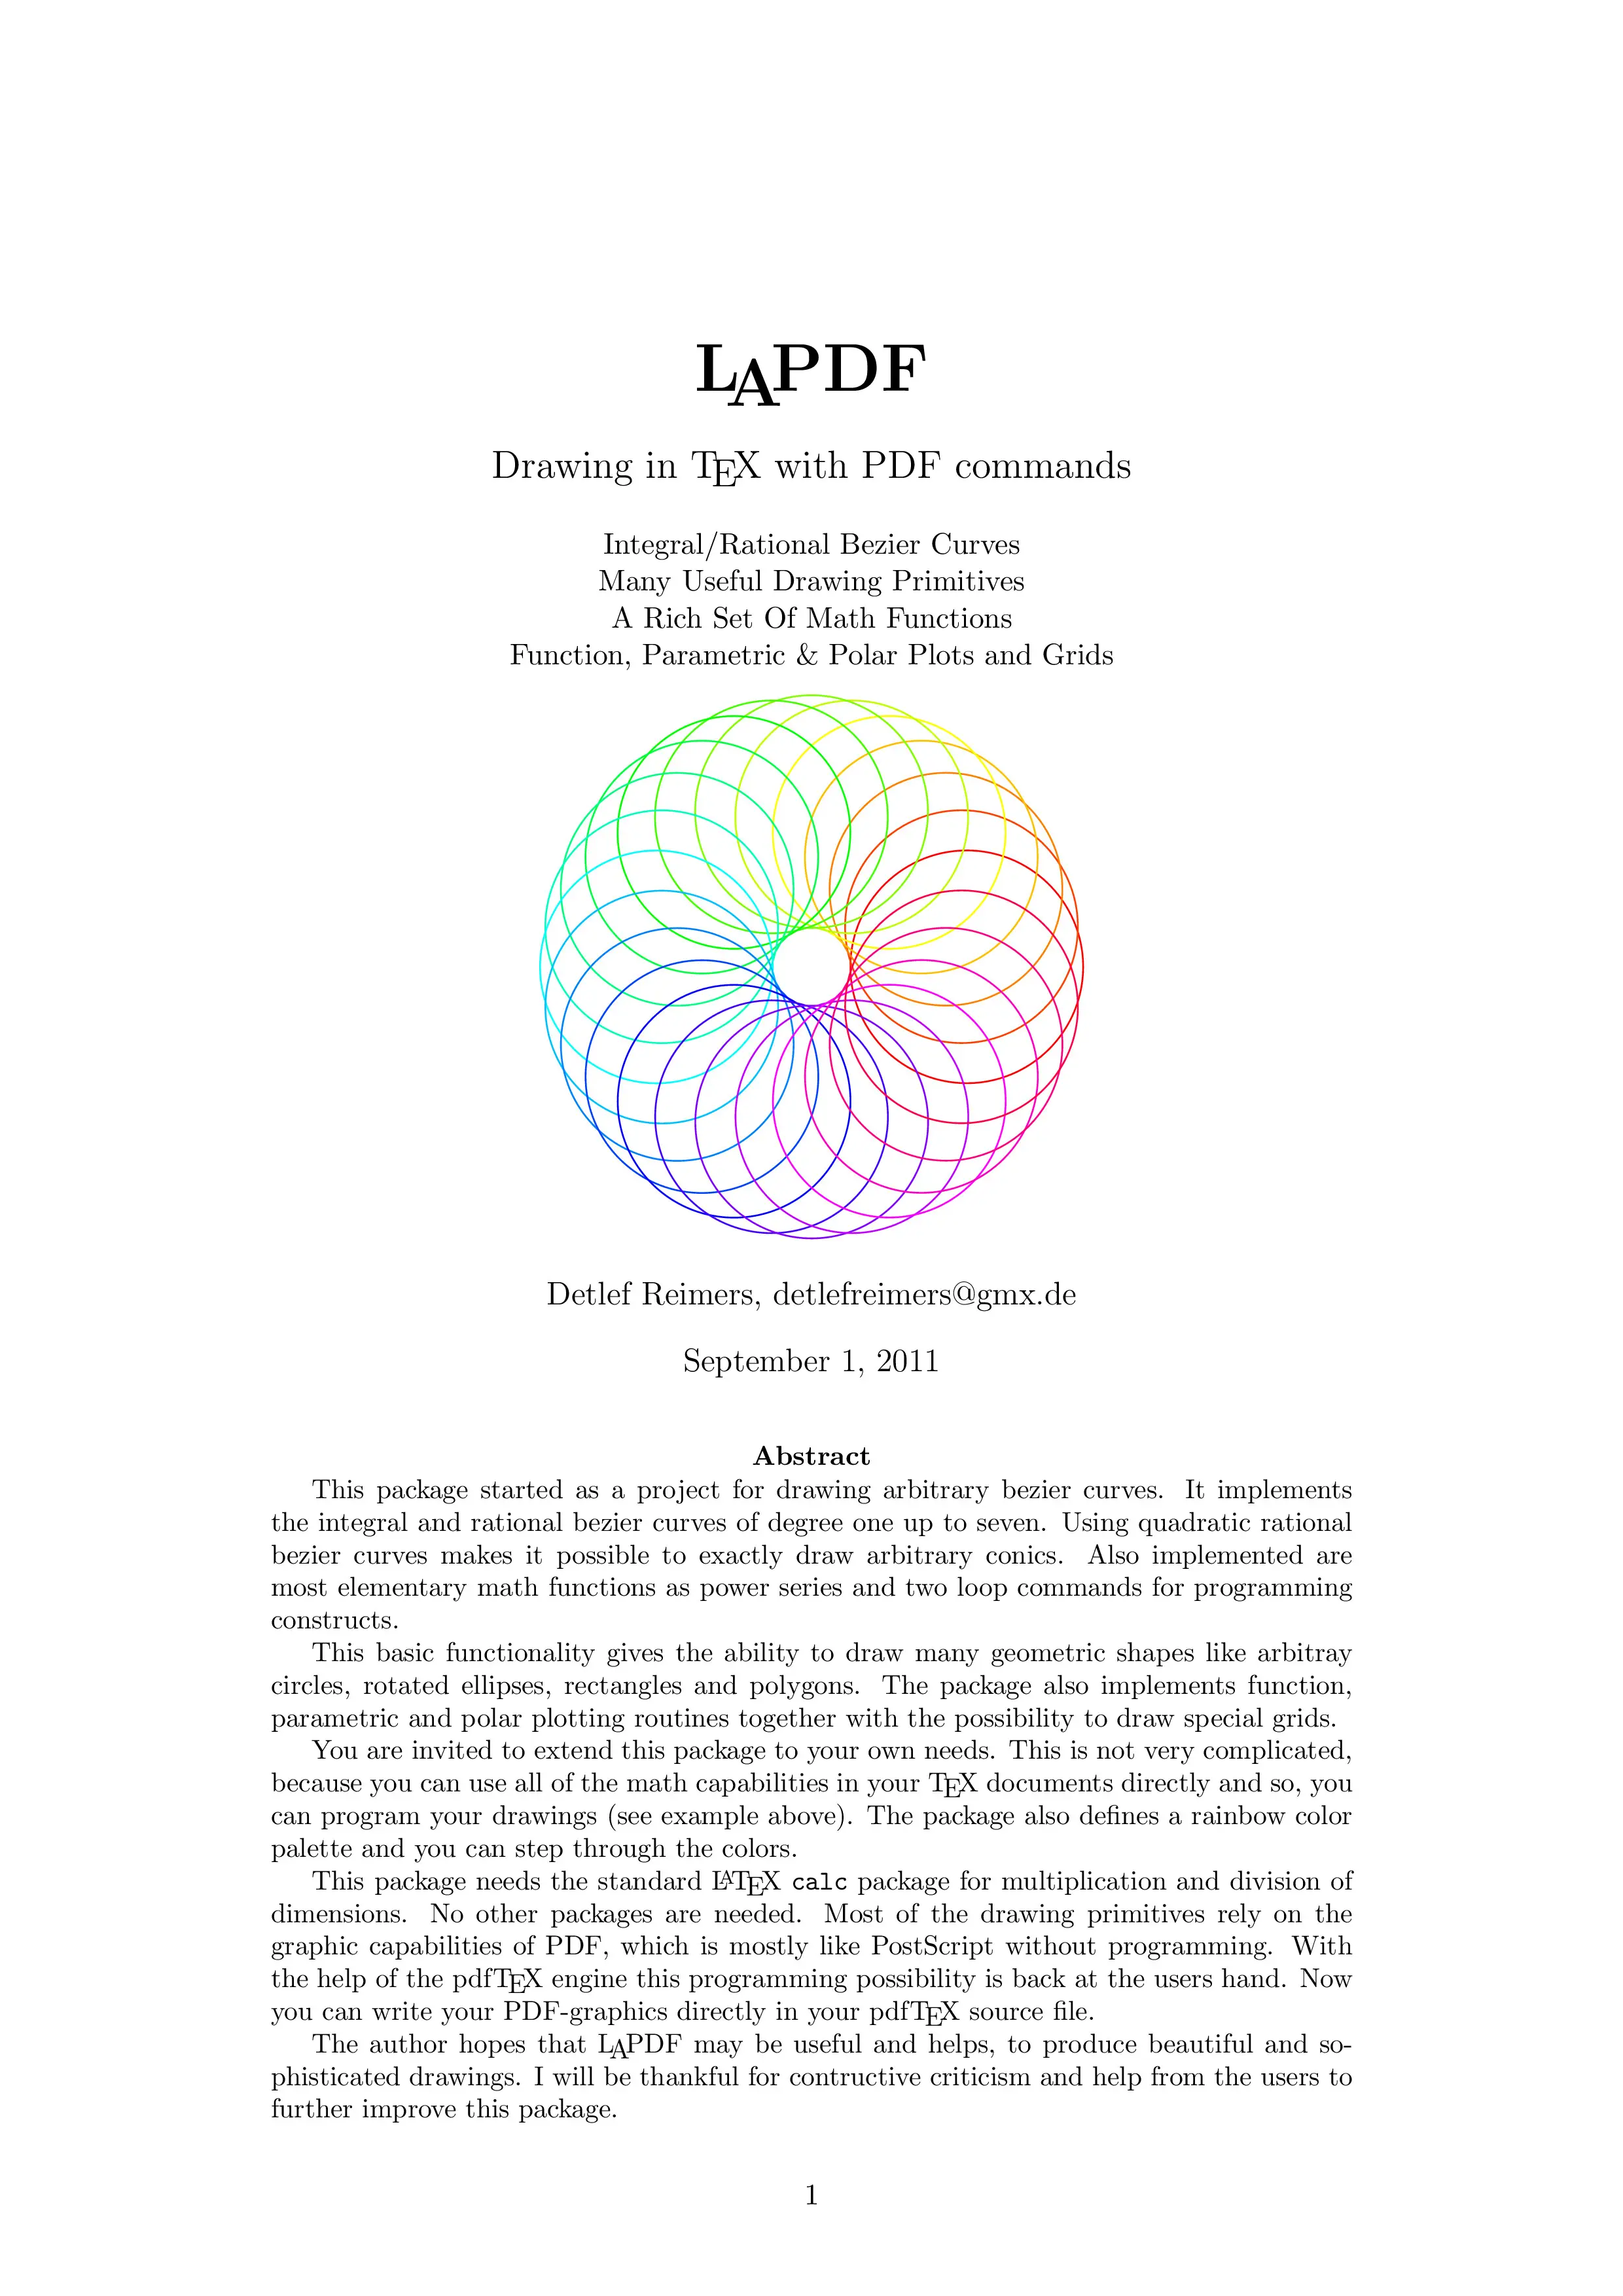 LAPDF
Drawing in TEX with PDF commands
Integral/Rational Bezier Curves
Many Useful Drawing Primitives
A Rich Set Of Math Functions
Function, Parametric & Polar Plots and Grids
Detlef Reimers, detlefreimers@gmx.de
September 1, 2011
Abstract
This package started as a project for drawing arbitrary bezier curves. It implements
the integral and rational bezier curves of degree one up to seven. Using quadratic rational
bezier curves makes it possible to exactly draw arbitrary conics. Also implemented are
most elementary math functions as power series and two loop commands for programming
constructs.
This basic functionality gives the ability to draw many geometric shapes like arbitray
circles, rotated ellipses, rectangles and polygons. The package also implements function,
parametric and polar plotting routines together with the possibility to draw special grids.
You are invited to extend this package to your own needs. This is not very complicated,
because you can use all of the math capabilities in your TEX documents directly and so, you
can program your drawings (see example above). The package also defines a rainbow color
palette and you can step through the colors.
This package needs the standard LATEX calc package for multiplication and division of
dimensions. No other packages are needed. Most of the drawing primitives rely on the
graphic capabilities of PDF, which is mostly like PostScript without programming. With
the help of the pdfTEX engine this programming possibility is back at the users hand. Now
you can write your PDF-graphics directly in your pdfTEX source file.
The author hopes that LAPDF may be useful and helps, to produce beautiful and so-
phisticated drawings. I will be thankful for contructive criticism and help from the users to
further improve this package.
1